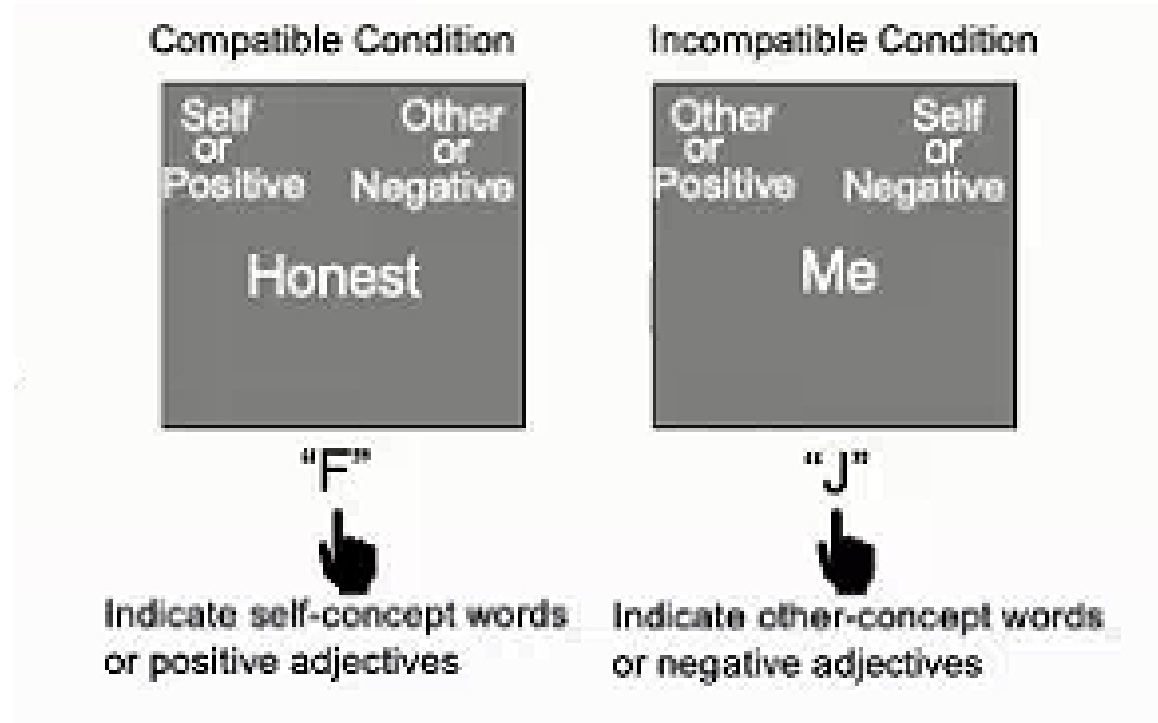 Compatible Condition
Incompatible Condition
Self
or
Positive
Other
or
Negative
Honest
Other
or
Positive
Self
or
Negative
Me
“F”
“J”
Indicate self-concept words
or positive adjectives
Indicate other-concept words
or negative adjectives